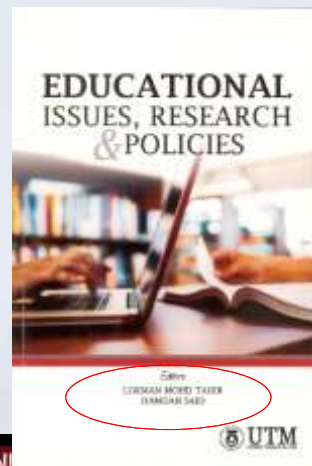 EDUCATIONAL
ISSUES, RESEARCH
& POLICIES
Editors
LOKMAN MOHD TAHIR
HAMDAN SAID
UTM